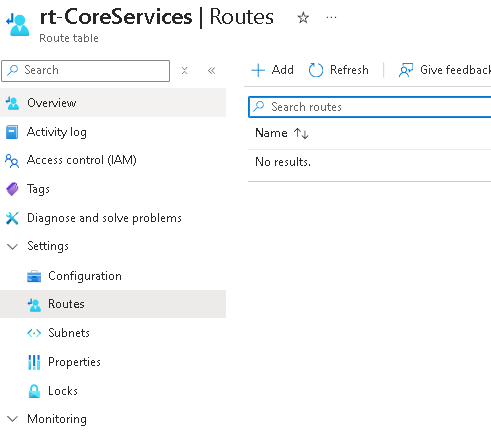 rt-CoreServices | Routes
Route table
Search
Add Refresh Give feedback
Search routes
Name
No results.
Overview
Activity log
Access control (IAM)
Tags
Diagnose and solve problems
Settings
Configuration
Routes
Subnets
Properties
Locks
Monitoring